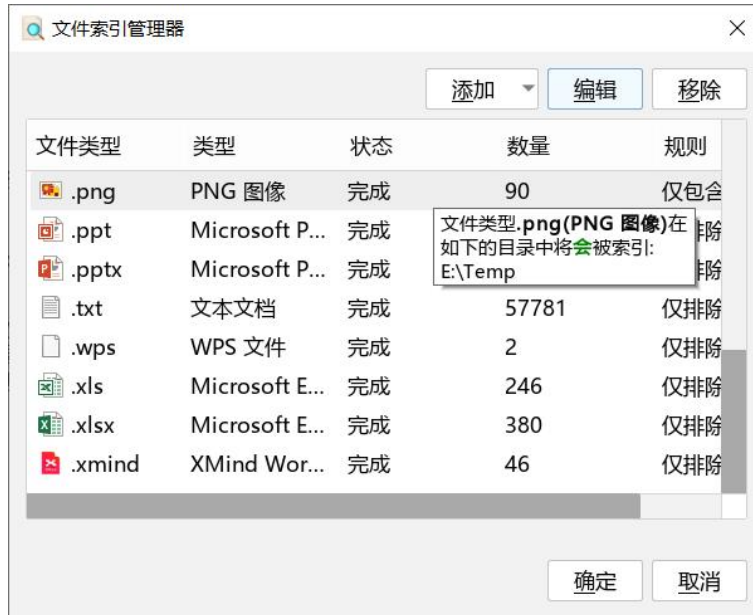 文件索引管理器
添加 编辑 移除
文件类型 类型 状态 数量 规则
.png PNG 图像 完成 90 仅包含
文件类型.png(PNG 图像)在
如下的目录中将会被索引:
E:\Temp
.ppt Microsoft P... 完成 排除
.pptx Microsoft P... 完成 排除
.txt 文本文档 完成 57781 仅排除
.wps WPS 文件 完成 2 仅排除
.xls Microsoft E... 完成 246 仅排除
.xlsx Microsoft E... 完成 380 仅排除
.xmind XMind Wor... 完成 46 仅排除
确定 取消